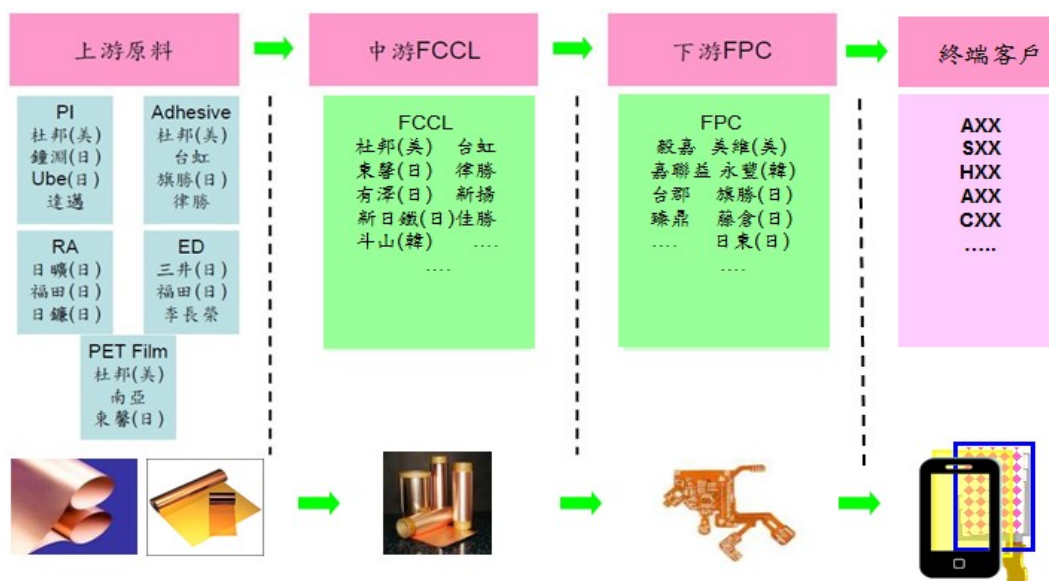 上游原料
中游FCCL
下游FPC
終端客戶
PI
杜邦(美)
鐘淵(日)
Ube(日)
達邁
Adhesive
杜邦(美)
台虹
旗勝(日)
律勝
RA
日曠(日)
福田(日)
日鐮(日)
ED
三井(日)
福田(日)
李長榮
PET Film
杜邦(美)
南亞
東馨(日)
FCCL
杜邦(美) 台虹
東馨(日) 律勝
有澤(日) 新揚
新日鐵(日)佳勝
斗山(韓) ....
....
FPC
毅嘉 美維(美)
嘉聯益 永豐(韓)
台郡 旗勝(日)
臻鼎 藤倉(日)
.... 日東(日)
....
AXX
SXX
HXX
AXX
CXX
.....